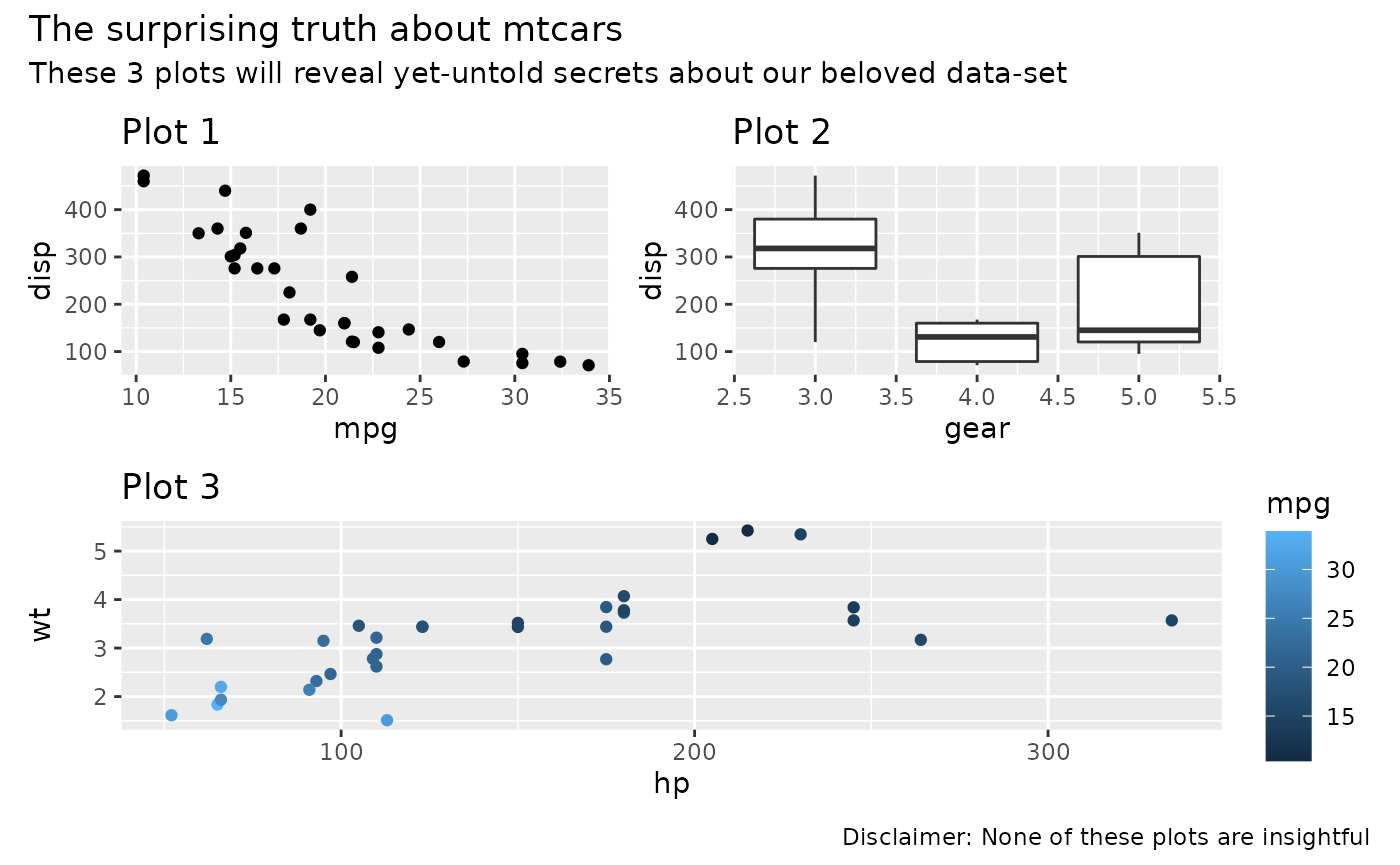 The surprising truth about mtcars
These 3 plots will reveal yet-untold secrets about our beloved data-set
Plot 1
disp
400
300
200
100
10 15 20 25 30 35
mpg
Plot 2
disp
400
300
200
100
2.5 3.0 3.5 4.0 4.5 5.0 5.5
gear
Plot 3
wt
5
4
3
2
100 200 300
hp
mpg
30
25
20
15
Disclaimer: None of these plots are insightful